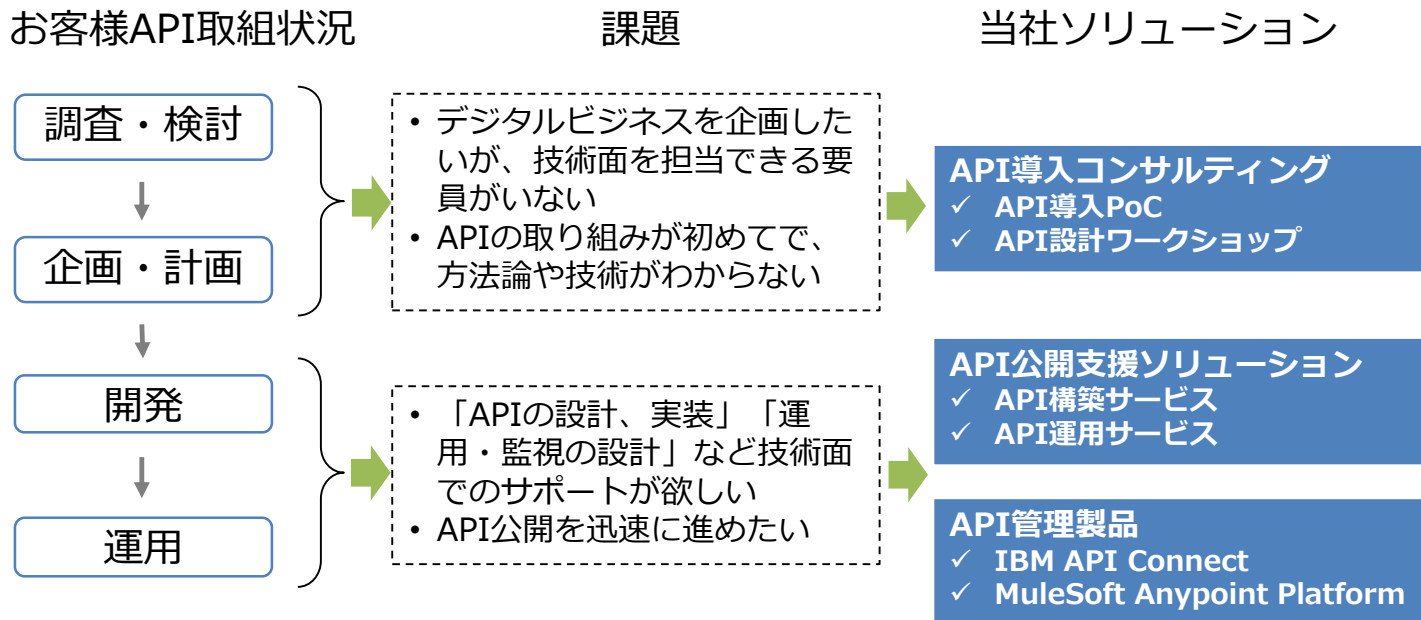 お客様API取組状況
課題
当社ソリューション
調査・検討
企画・計画
開発
運用
• デジタルビジネスを企画した
いが、技術面を担当できる要
員がいない
• APIの取り組みが初めてで、
方法論や技術がわからない
• 「APIの設計、実装」「運
用・監視の設計」など技術面
でのサポートが欲しい
• API公開を迅速に進めたい
API導入コンサルティング
✓ API導入PoC
✓ API設計ワークショップ
API公開支援ソリューション
✓ API構築サービス
✓ API運用サービス
API管理製品
✓ IBM API Connect
✓ MuleSoft Anypoint Platform